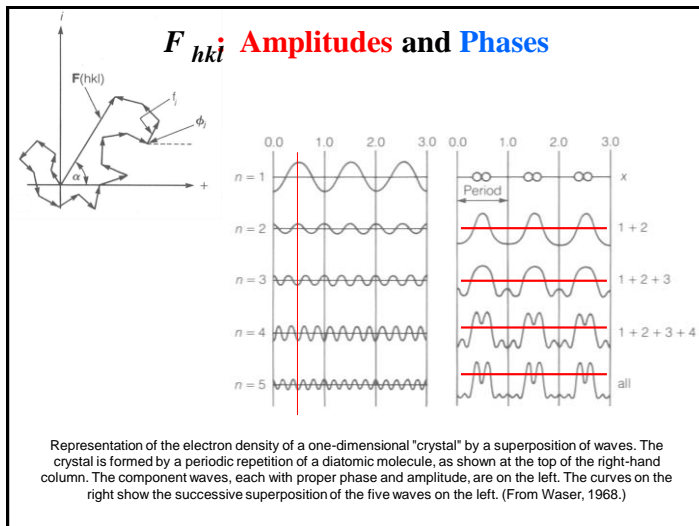 F hkl: Amplitudes and Phases
i
F(hkl)
fj
ϕj
α
+
0.0 1.0 2.0 3.0
0.0 1.0 2.0 3.0
n = 1
x
Period
n = 2
1 + 2
n = 3
1 + 2 + 3
n = 4
1 + 2 + 3 + 4
n = 5
all
Representation of the electron density of a one-dimensional "crystal" by a superposition of waves. The
crystal is formed by a periodic repetition of a diatomic molecule, as shown at the top of the right-hand
column. The component waves, each with proper phase and amplitude, are on the left. The curves on the
right show the successive superposition of the five waves on the left. (From Waser, 1968.)